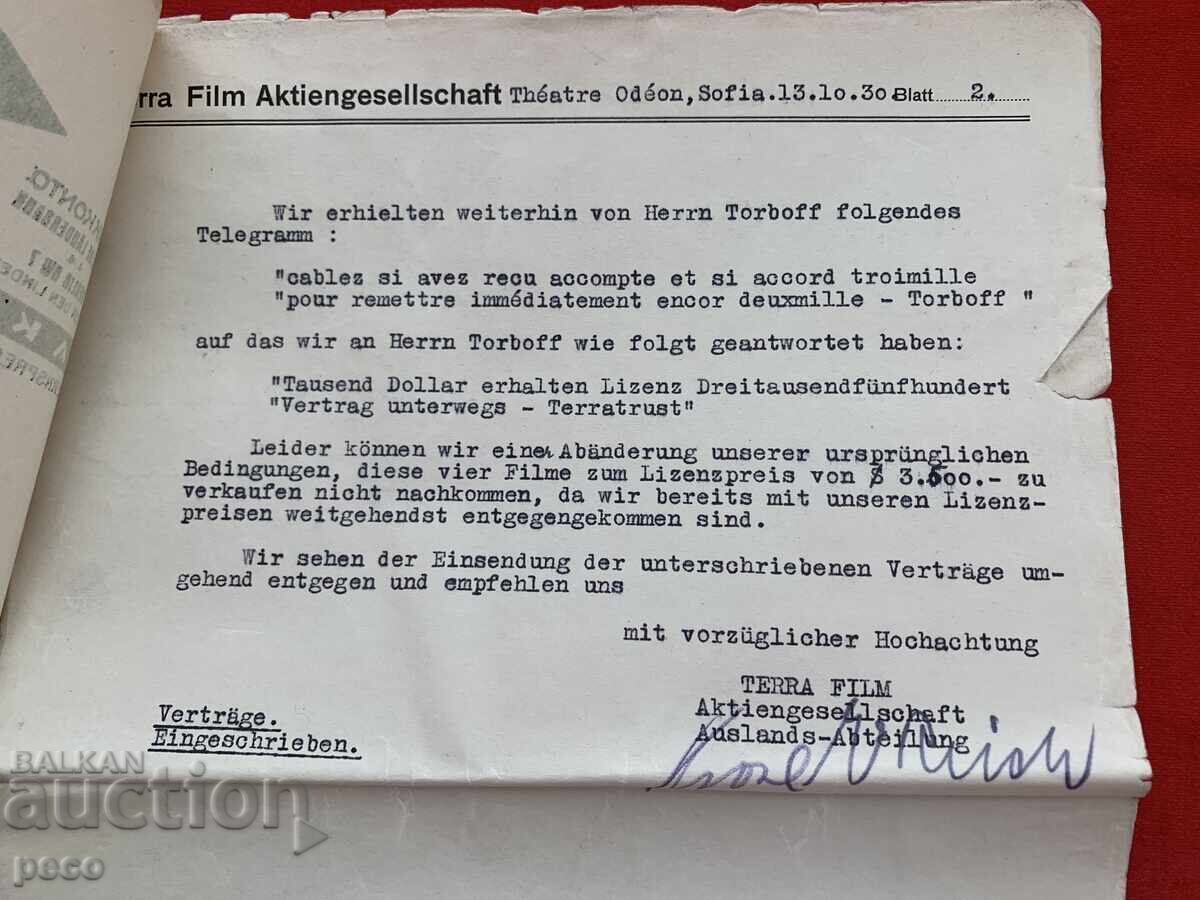 rra Film Aktiengesellschaft Théatre Odéon, Sofia.13.10.30. Blatt 2.
Wir erhielten weiterhin von Herrn Torboff folgendes
Telegramm :
"cablez si avez recu accompte et si accord troimille
"pour remettre immédiatement encor deuxmille - Torboff "
auf das wir an Herrn Torboff wie folgt geantwortet haben:
"Tausend Dollar erhalten Lizenz Dreitausendfünfhundert
"Vertrag unterwegs - Terratrust"
Leider können wir einer Abänderung unserer ursprünglichen
Bedingungen, diese vier Filme zum Lizenzpreis von $ 3.500.- zu
verkaufen nicht nachkommen, da wir bereits mit unseren Lizenz-
preisen weitgehendst entgegengekommen sind.
Wir sehen der Einsendung der unterschriebenen Verträge um-
gehend entgegen und empfehlen uns
mit vorzüglicher Hochachtung
TERRA FILM
Aktiengesellschaft
Auslands-Abteilung
Verträge.
Eingeschrieben.
KONTO:
BALKAN
auction
peco